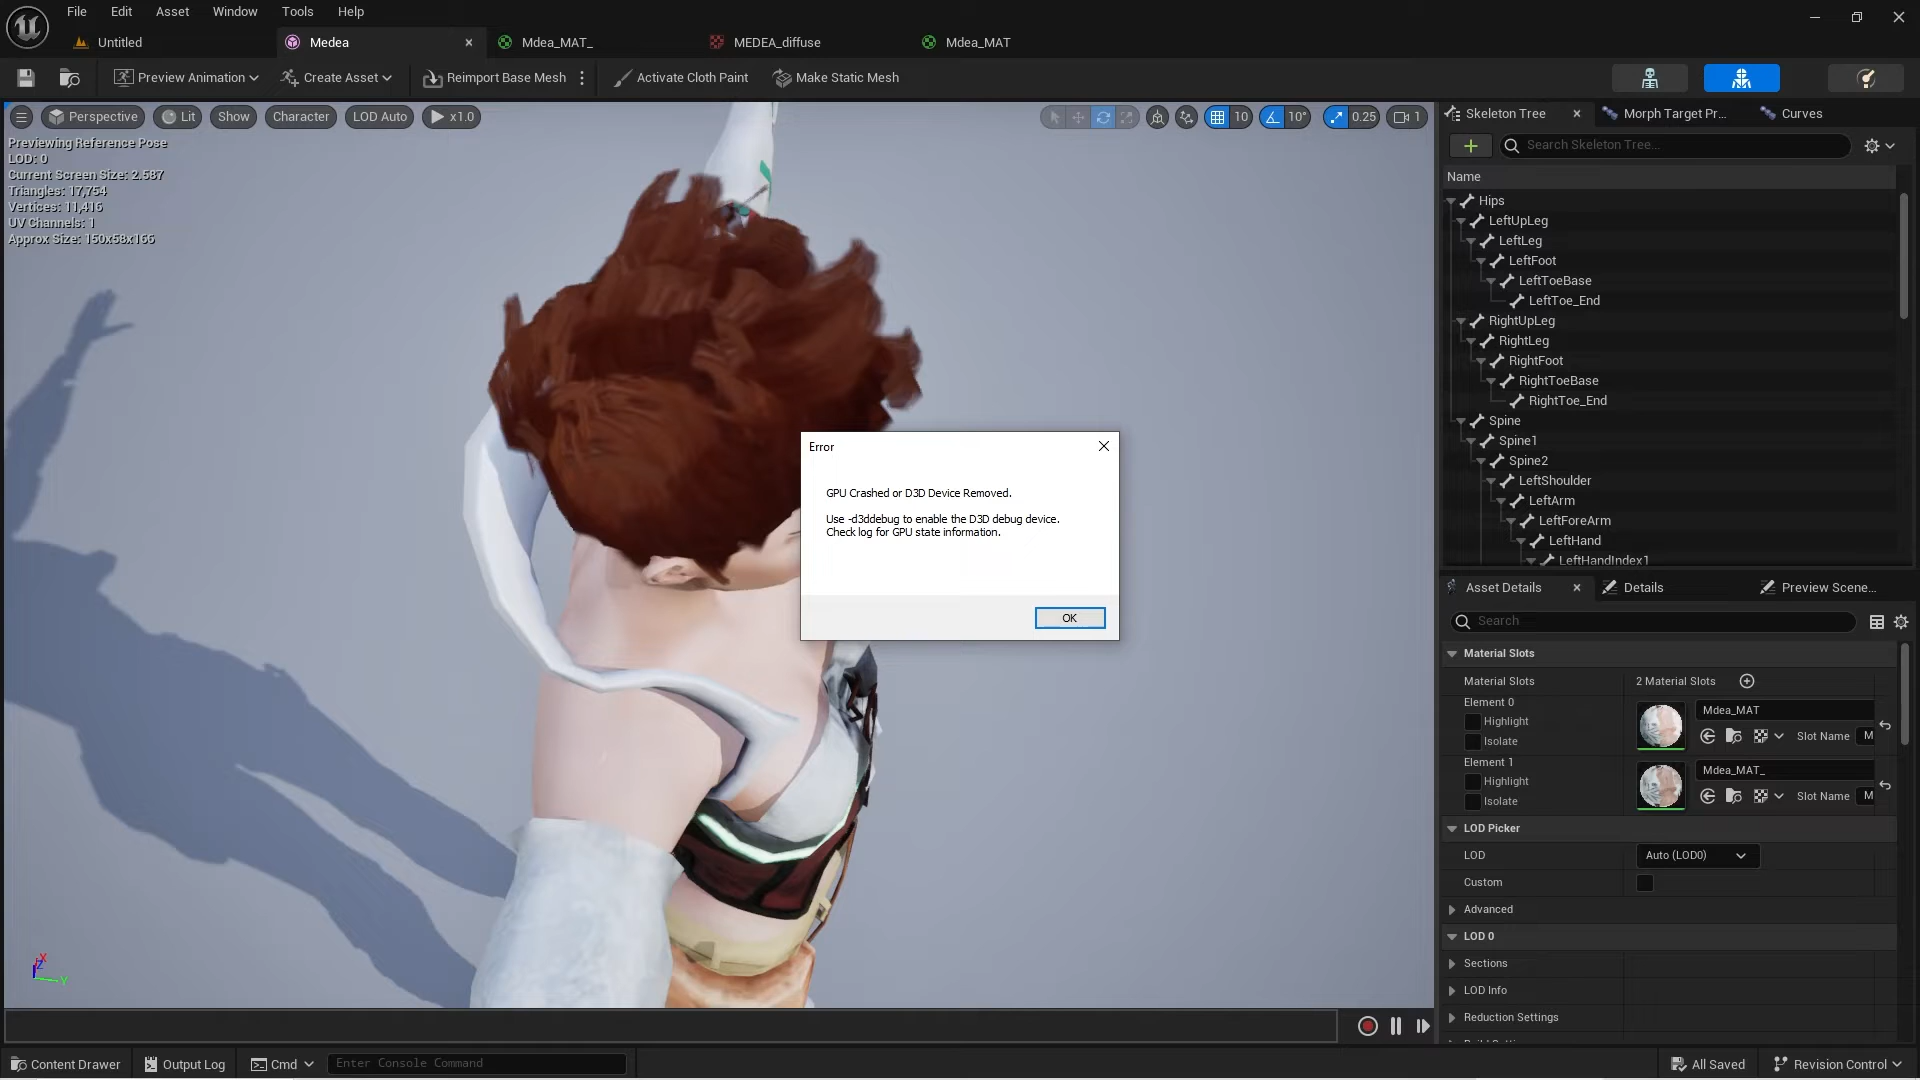 File Edit Asset Window Tools Help
Untitled Medea Mdea_MAT_ MEDEA_diffuse Mdea_MAT
Preview Animation Create Asset Reimport Base Mesh Activate Cloth Paint Make Static Mesh
Perspective Lit Show Character LOD Auto x1.0 10 10° 0.25 1
Previewing Reference Pose
LOD: 0
Current Screen Size: 2.587
Triangles: 17,754
Vertices: 11,416
UV Channels: 1
Approx Size: 150x58x166
Error
GPU Crashed or D3D Device Removed.
Use -d3ddebug to enable the D3D debug device.
Check log for GPU state information.
OK
X
Z
Y
Skeleton Tree Morph Target Pr... Curves
Search Skeleton Tree...
Name
Hips
LeftUpLeg
LeftLeg
LeftFoot
LeftToeBase
LeftToe_End
RightUpLeg
RightLeg
RightFoot
RightToeBase
RightToe_End
Spine
Spine1
Spine2
LeftShoulder
LeftArm
LeftForeArm
LeftHand
LeftHandIndex1
Asset Details Details Preview Scene...
Search
Material Slots
Material Slots 2 Material Slots
Element 0
Highlight
Isolate
Mdea_MAT
Slot Name M
Element 1
Highlight
Isolate
Mdea_MAT_
Slot Name M
LOD Picker
LOD Auto (LOD0)
Custom
Advanced
LOD 0
Sections
LOD Info
Reduction Settings
Content Drawer Output Log Cmd Enter Console Command All Saved Revision Control